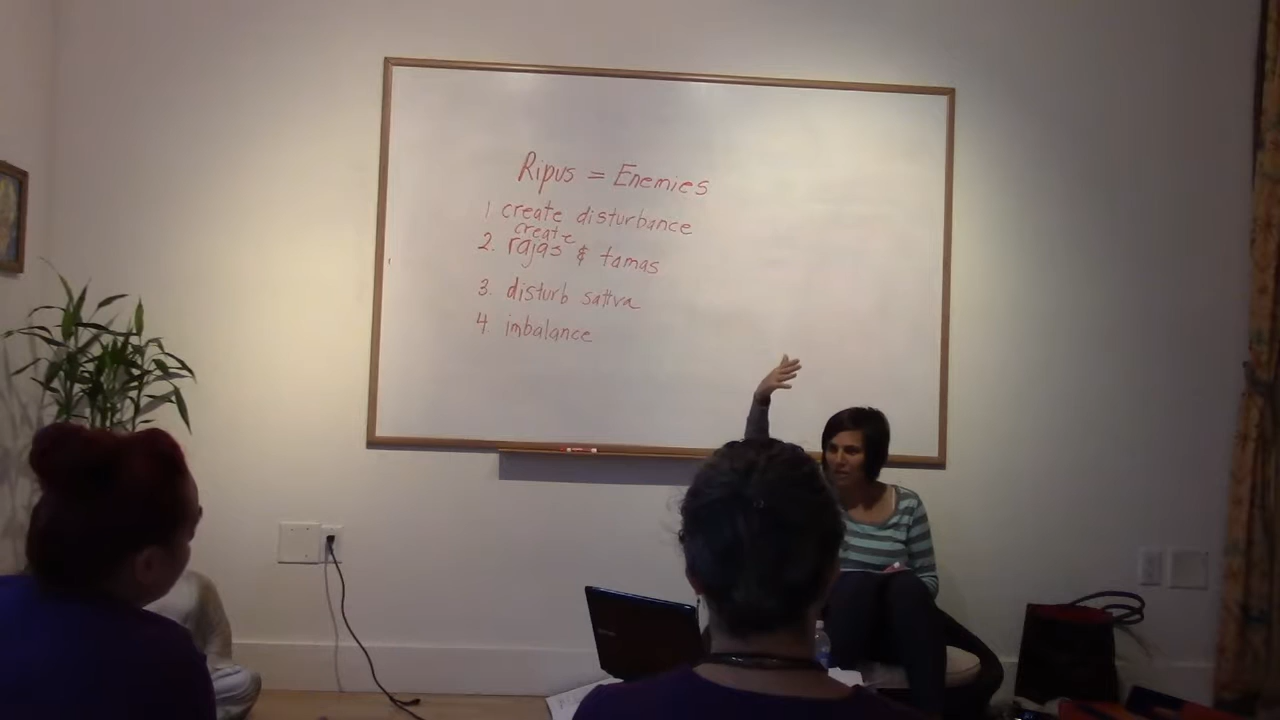 Ripus = Enemies
1 create disturbance
create
2. rajas & tamas
3. disturb sattva
4. imbalance